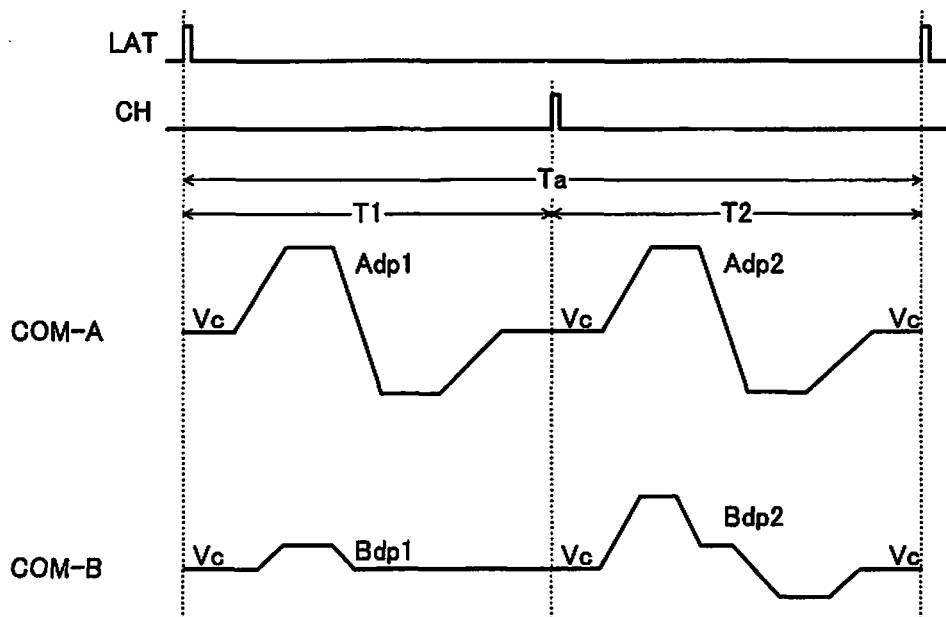 LAT
CH
Ta
T1 T2
Adp1 Adp2
COM-A Vc Vc Vc
Bdp1 Bdp2
COM-B Vc Vc Vc